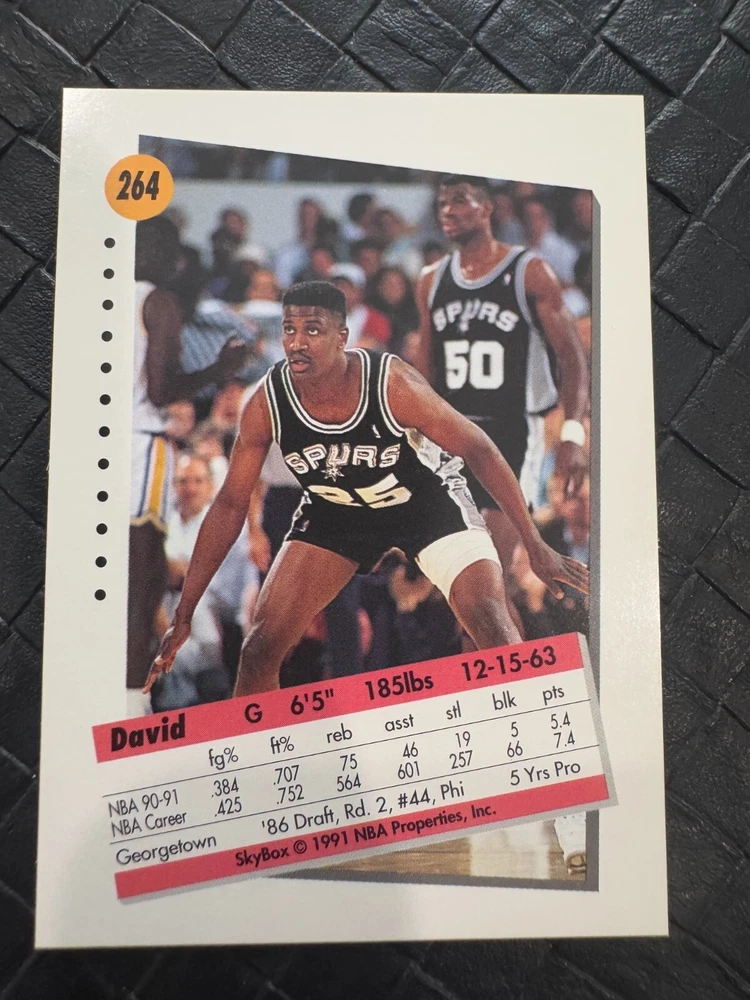 264
SPURS
50
SPURS
25
David G 6'5" 185lbs 12-15-63
fg% ft% reb asst stl blk pts
NBA 90-91 .384 .707 75 46 19 5 5.4
NBA Career .425 .752 564 601 257 66 7.4
Georgetown '86 Draft, Rd. 2, #44, Phi 5 Yrs Pro
SkyBox © 1991 NBA Properties, Inc.